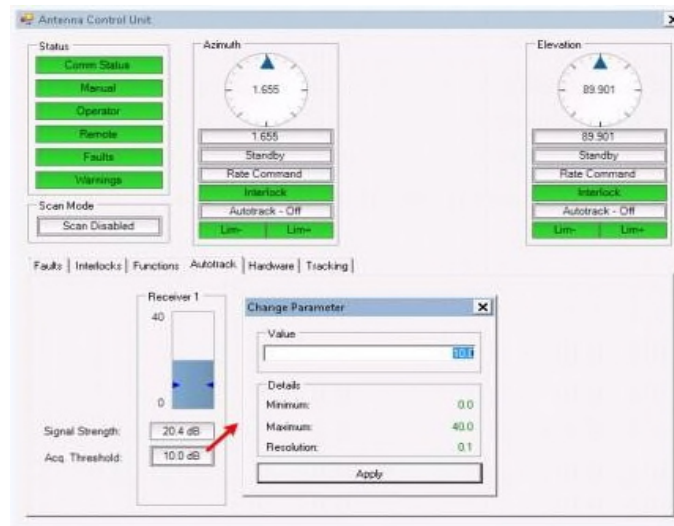 Antenna Control Unit
Status
Comm Status
Manual
Operator
Remote
Faults
Warnings
Scan Mode
Scan Disabled
Azimuth
1.655
1.655
Standby
Rate Command
Interlock
Autotrack - Off
Lim- Lim+
Elevation
89.901
89.901
Standby
Rate Command
Interlock
Autotrack - Off
Lim- Lim+
Faults Interlocks Functions Autotrack Hardware Tracking
Receiver 1
40
0
Signal Strength: 20.4 dB
Acq. Threshold: 10.0 dB
Change Parameter
Value
10.0
Details
Minimum: 0.0
Maximum: 40.0
Resolution: 0.1
Apply